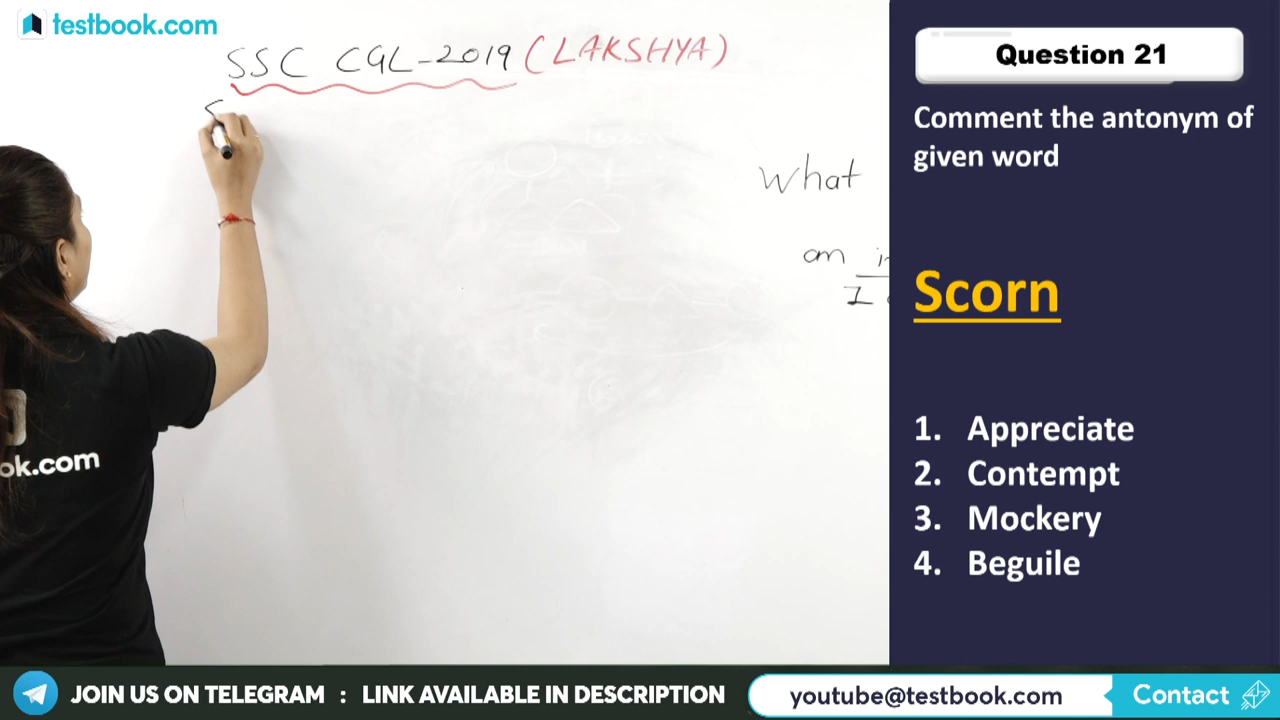 testbook.com
SSC CGL-2019 (LAKSHYA)
What
an
I
ok.com
Question 21
Comment the antonym of
given word
Scorn
1. Appreciate
2. Contempt
3. Mockery
4. Beguile
JOIN US ON TELEGRAM : LINK AVAILABLE IN DESCRIPTION
youtube@testbook.com
Contact